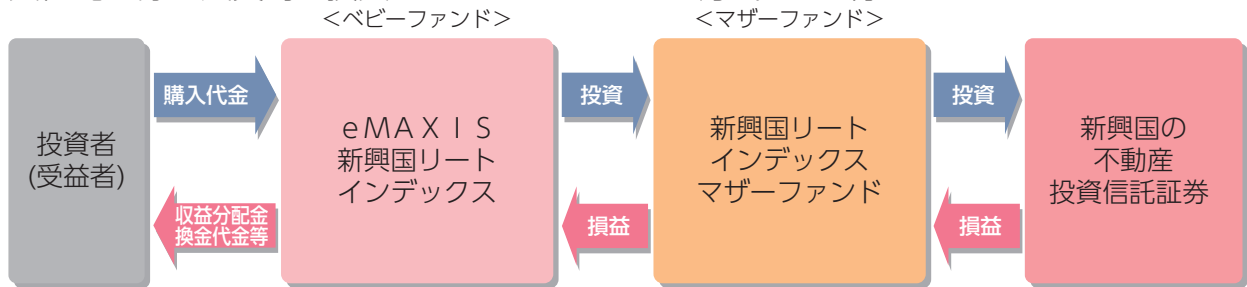 <ベビーファンド>
<マザーファンド>
投資者
(受益者)
購入代金
収益分配金
換金代金等
eMAXIS
新興国リート
インデックス
投資
損益
新興国リート
インデックス
マザーファンド
投資
損益
新興国の
不動産
投資信託証券